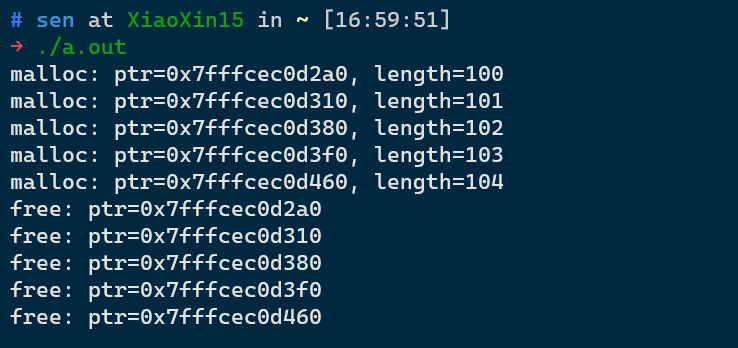 # sen at XiaoXin15 in ~ [16:59:51]
→ ./a.out
malloc: ptr=0x7fffcec0d2a0, length=100
malloc: ptr=0x7fffcec0d310, length=101
malloc: ptr=0x7fffcec0d380, length=102
malloc: ptr=0x7fffcec0d3f0, length=103
malloc: ptr=0x7fffcec0d460, length=104
free: ptr=0x7fffcec0d2a0
free: ptr=0x7fffcec0d310
free: ptr=0x7fffcec0d380
free: ptr=0x7fffcec0d3f0
free: ptr=0x7fffcec0d460